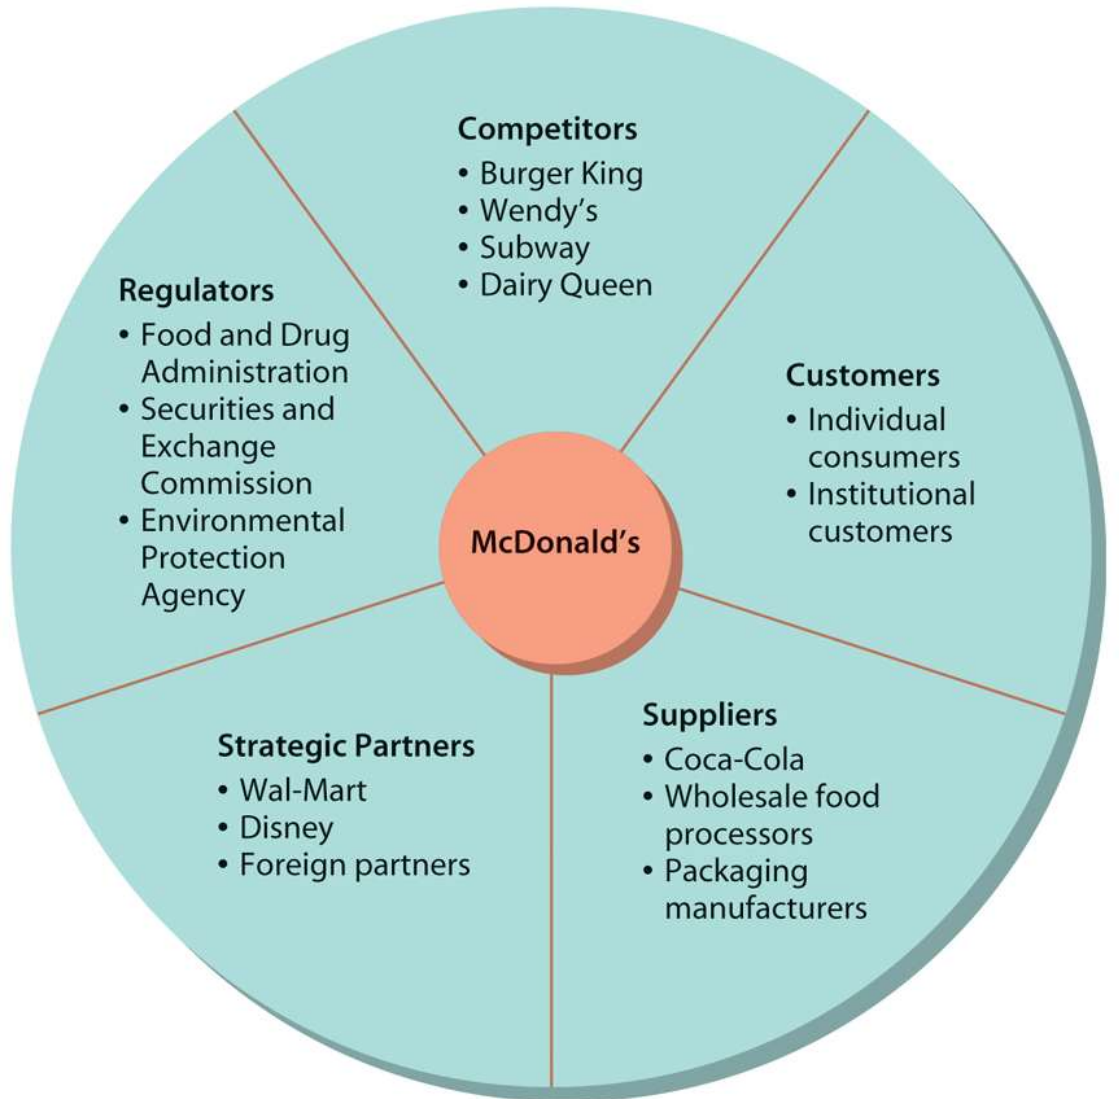 Competitors
• Burger King
• Wendy’s
• Subway
• Dairy Queen
Regulators
• Food and Drug
Administration
• Securities and
Exchange
Commission
• Environmental
Protection
Agency
Customers
• Individual
consumers
• Institutional
customers
McDonald’s
Strategic Partners
• Wal-Mart
• Disney
• Foreign partners
Suppliers
• Coca-Cola
• Wholesale food
processors
• Packaging
manufacturers